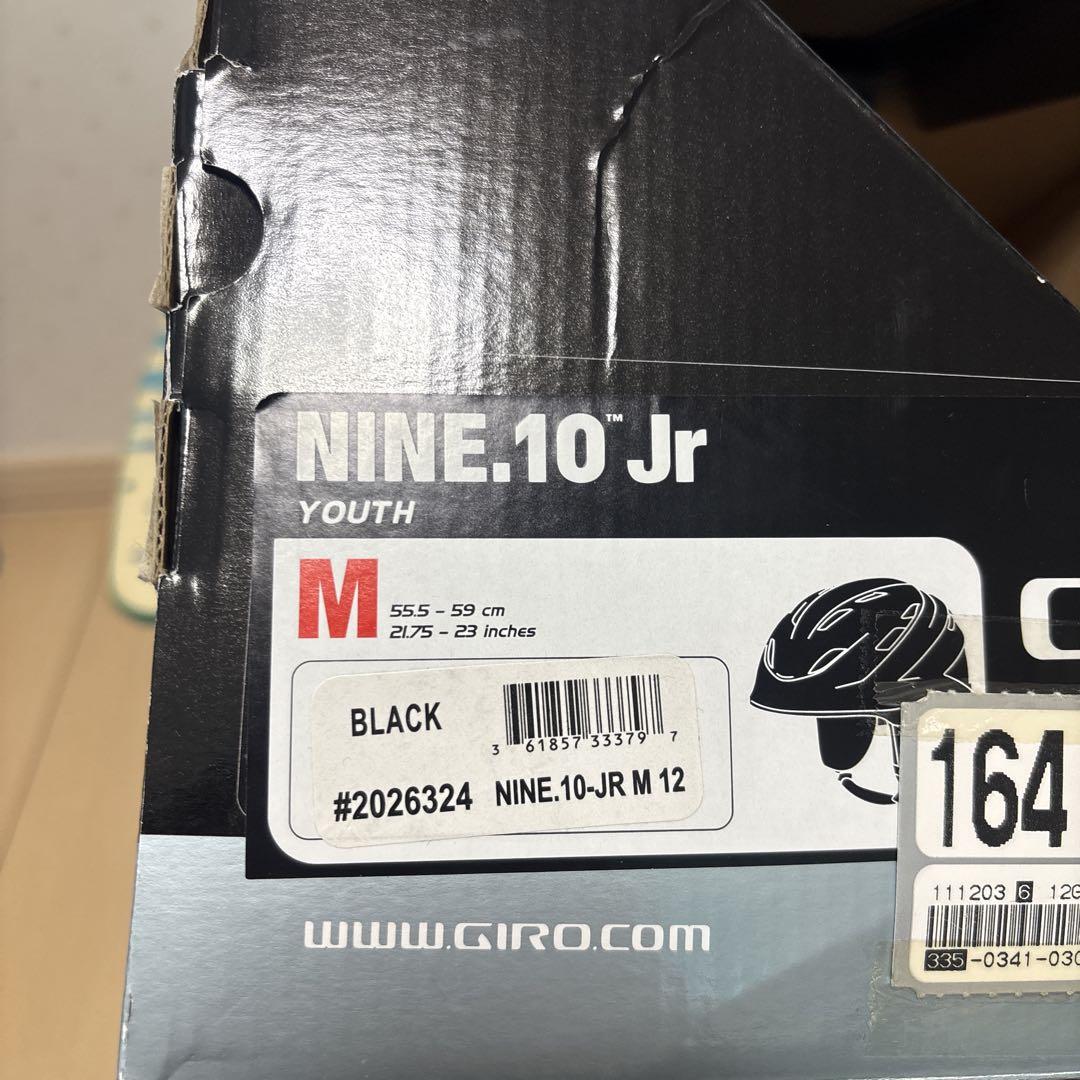 NINE.10™ Jr
YOUTH
M
55.5 - 59 cm
21.75 - 23 inches
BLACK
3 61857 33379 7
#2026324 NINE.10-JR M 12
164
111203 6 12G
335-0341-030
WWW.GIRO.COM